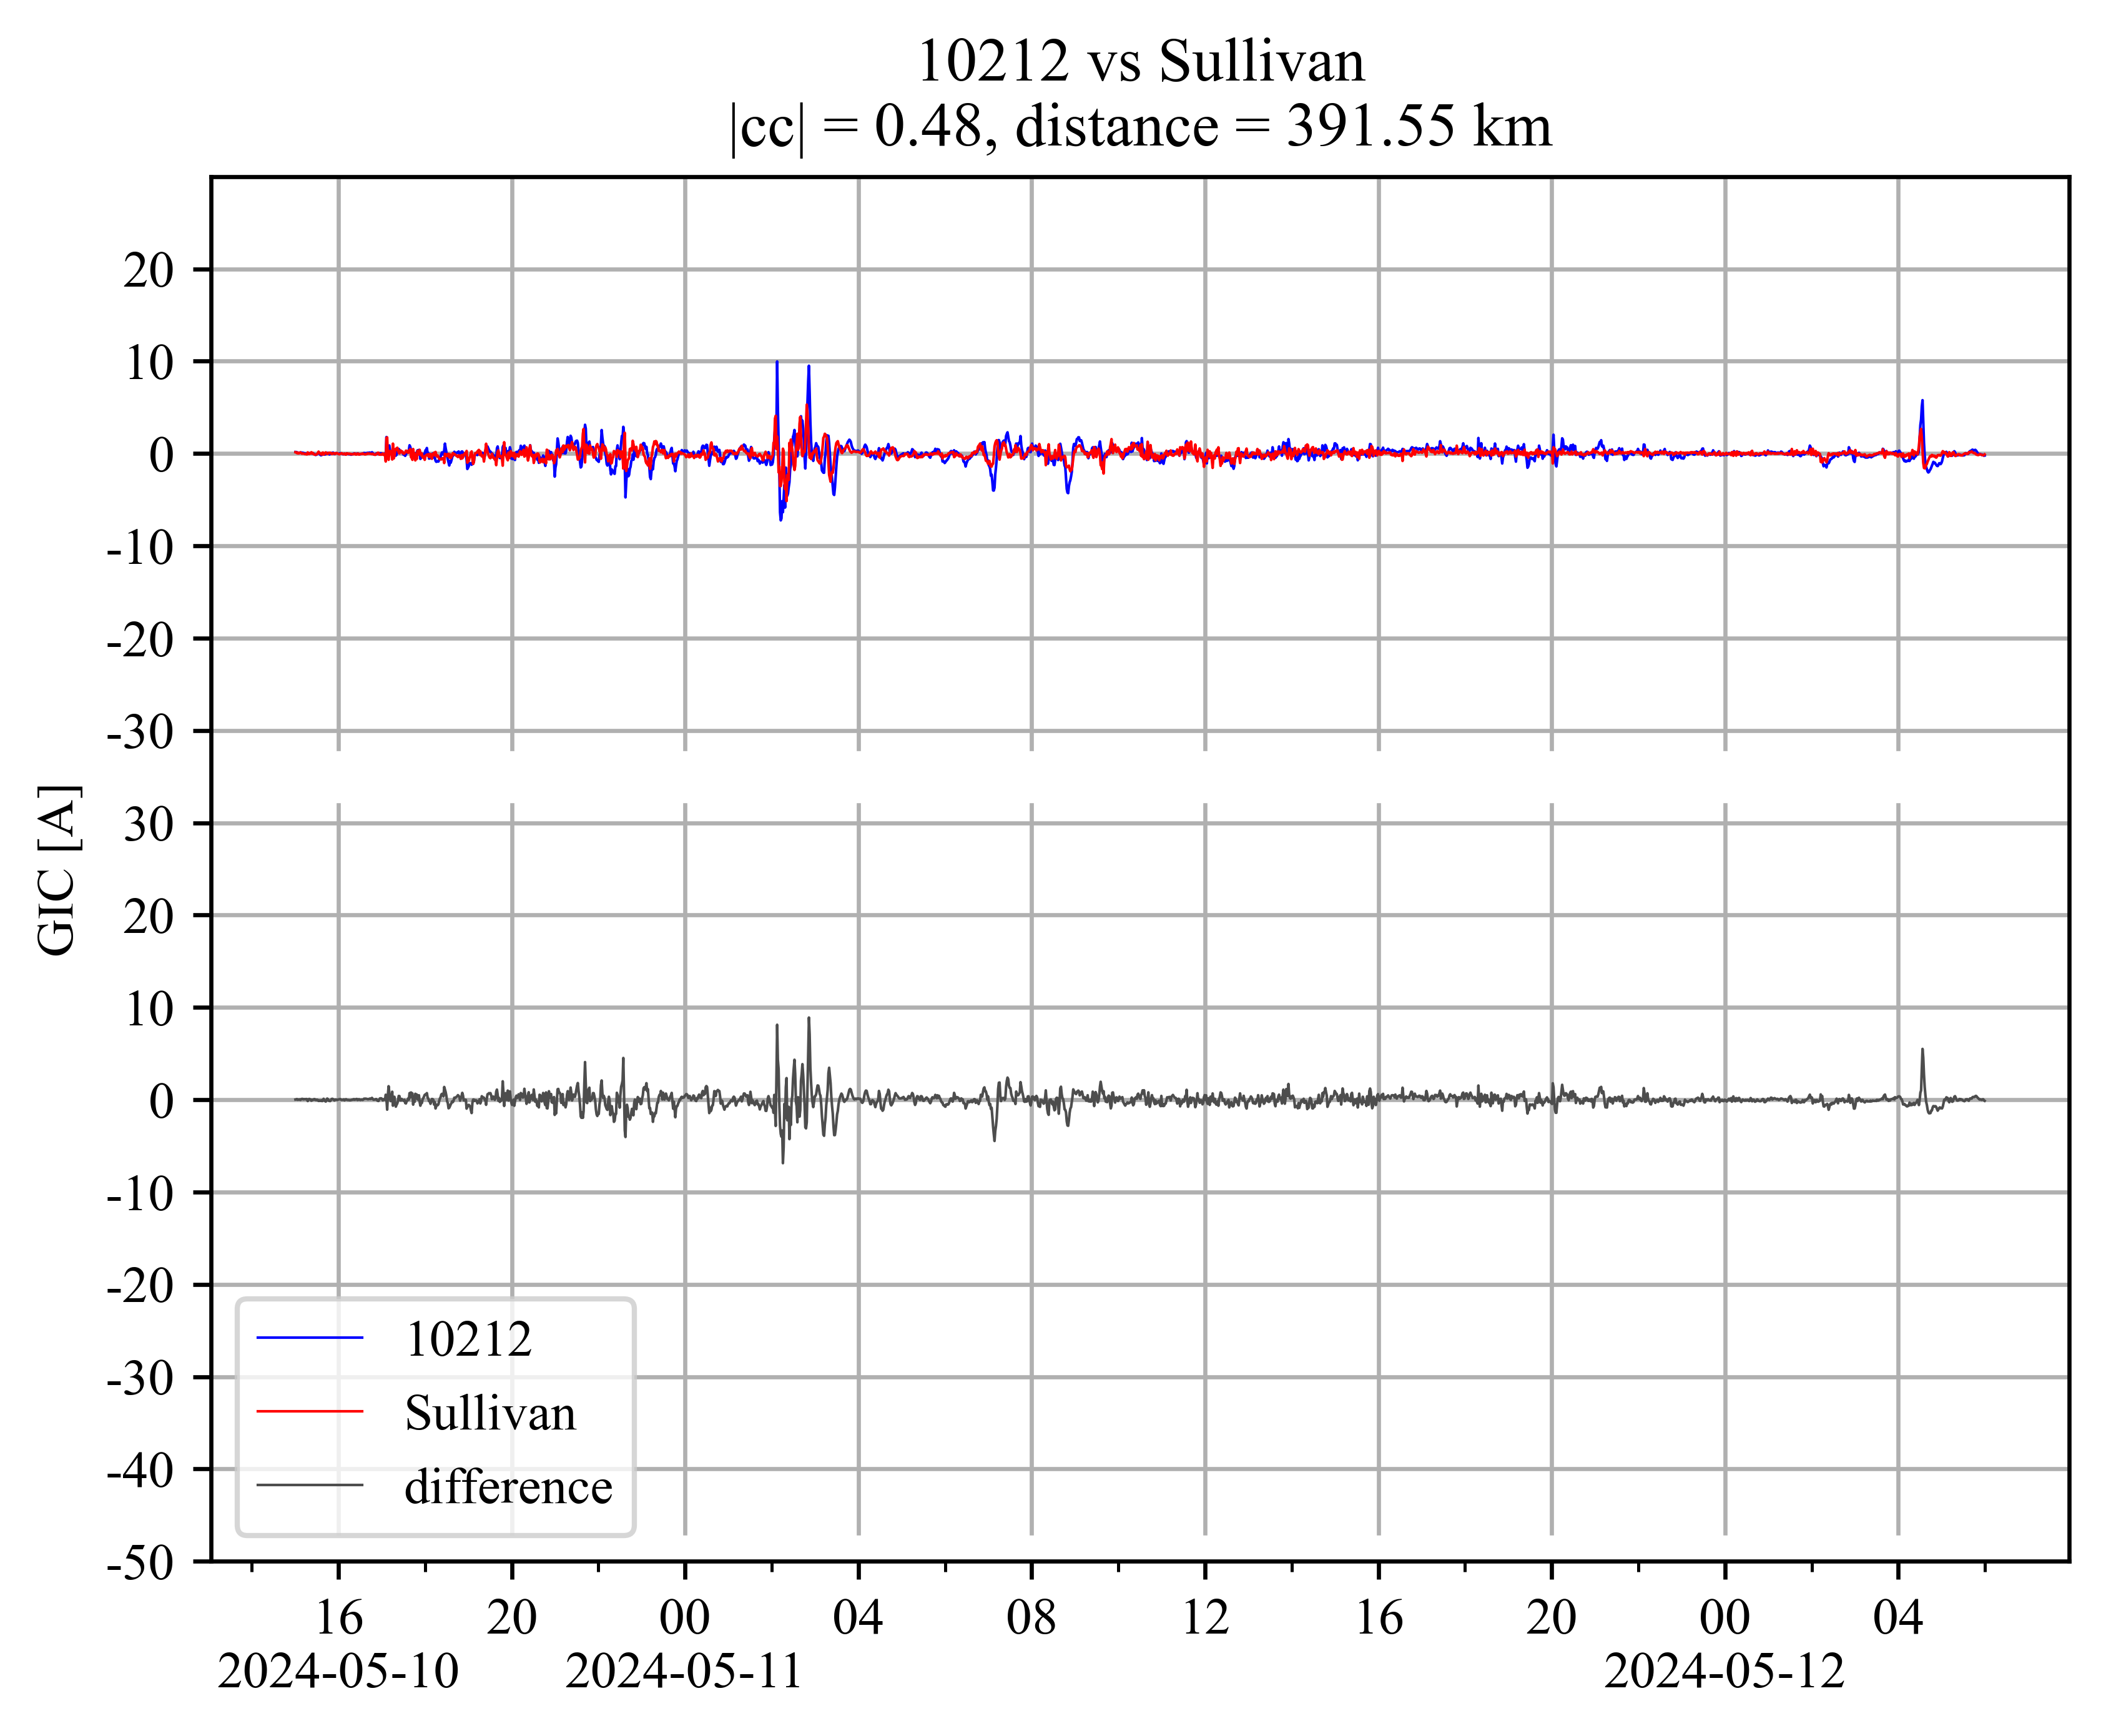 10212 vs Sullivan
|cc| = 0.48, distance = 391.55 km
GIC [A]
20
10
0
-10
-20
-30
30
20
10
0
-10
-20
-30
-40
-50
10212
Sullivan
difference
16 20 00 04 08 12 16 20 00 04
2024-05-10 2024-05-11 2024-05-12